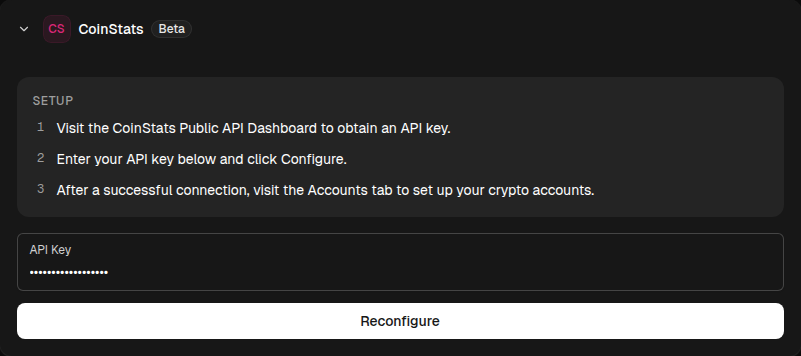 CS CoinStats Beta
SETUP
1 Visit the CoinStats Public API Dashboard to obtain an API key.
2 Enter your API key below and click Configure.
3 After a successful connection, visit the Accounts tab to set up your crypto accounts.
API Key
••••••••••••••••••
Reconfigure